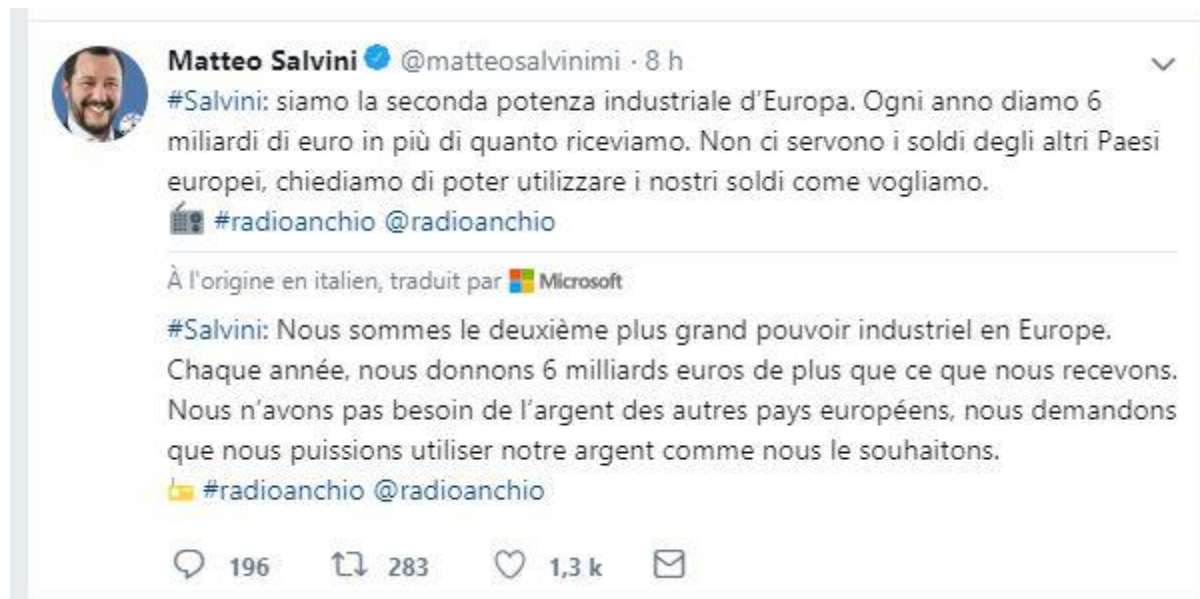 Matteo Salvini @matteosalvinimi · 8 h
#Salvini: siamo la seconda potenza industriale d'Europa. Ogni anno diamo 6
miliardi di euro in più di quanto riceviamo. Non ci servono i soldi degli altri Paesi
europei, chiediamo di poter utilizzare i nostri soldi come vogliamo.
#radioanchio @radioanchio
À l'origine en italien, traduit par Microsoft
#Salvini: Nous sommes le deuxième plus grand pouvoir industriel en Europe.
Chaque année, nous donnons 6 milliards euros de plus que ce que nous recevons.
Nous n'avons pas besoin de l'argent des autres pays européens, nous demandons
que nous puissions utiliser notre argent comme nous le souhaitons.
#radioanchio @radioanchio
196 283 1,3 k